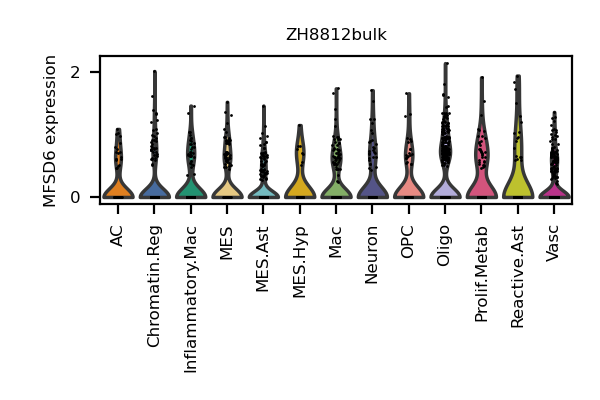 ZH8812bulk
MFSD6 expression
2
0
AC
Chromatin.Reg
Inflammatory.Mac
MES
MES.Ast
MES.Hyp
Mac
Neuron
OPC
Oligo
Prolif.Metab
Reactive.Ast
Vasc